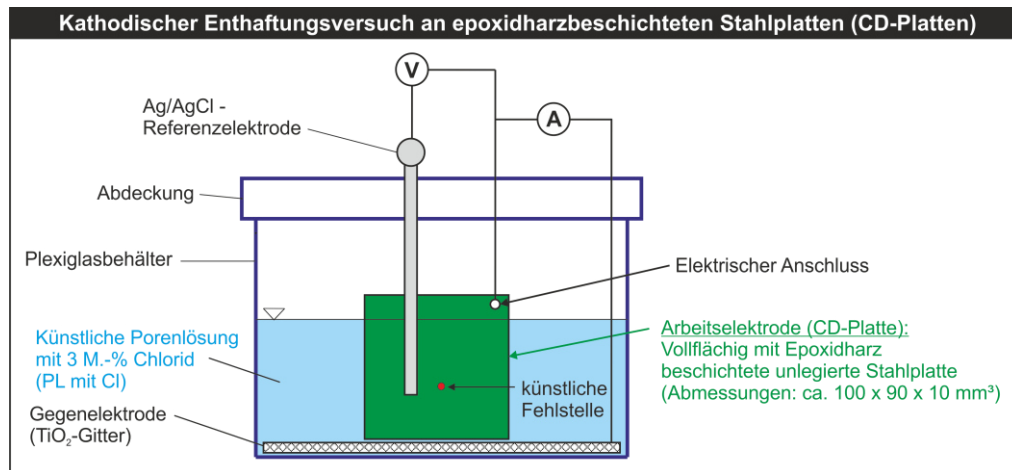 Kathodischer Enthaftungsversuch an epoxidharzbeschichteten Stahlplatten (CD-Platten)
V
Ag/AgCl -
Referenzelektrode
A
Abdeckung
Plexiglasbehälter
Elektrischer Anschluss
Künstliche Porenlösung
mit 3 M.-% Chlorid
(PL mit Cl)
Arbeitselektrode (CD-Platte):
Vollflächig mit Epoxidharz
beschichtete unlegierte Stahlplatte
(Abmessungen: ca. 100 x 90 x 10 mm³)
künstliche
Fehlstelle
Gegenelektrode
(TiO₂-Gitter)